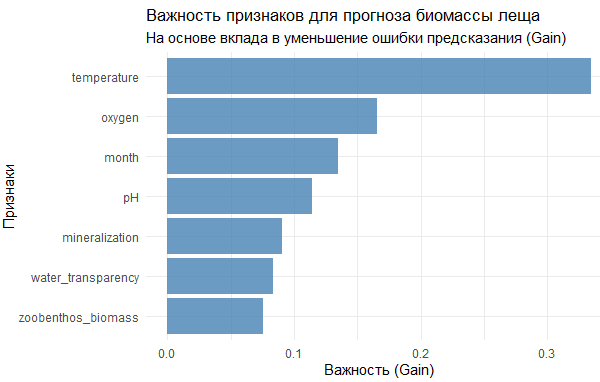 Важность признаков для прогноза биомассы леща
На основе вклада в уменьшение ошибки предсказания (Gain)
Признаки
temperature
oxygen
month
pH
mineralization
water_transparency
zoobenthos_biomass
0.0 0.1 0.2 0.3
Важность (Gain)